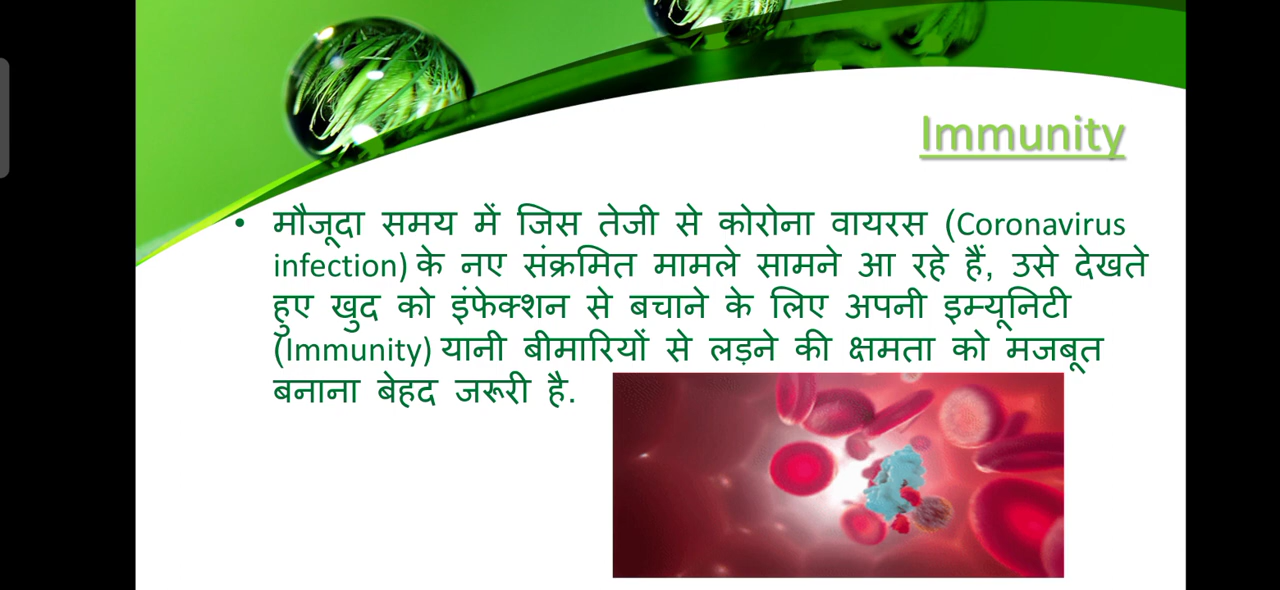 Immunity
• मौजूदा समय में जिस तेजी से कोरोना वायरस (Coronavirus
infection) के नए संक्रमित मामले सामने आ रहे हैं, उसे देखते
हुए खुद को इंफेक्शन से बचाने के लिए अपनी इम्यूनिटी
(Immunity) यानी बीमारियों से लड़ने की क्षमता को मजबूत
बनाना बेहद जरूरी है.